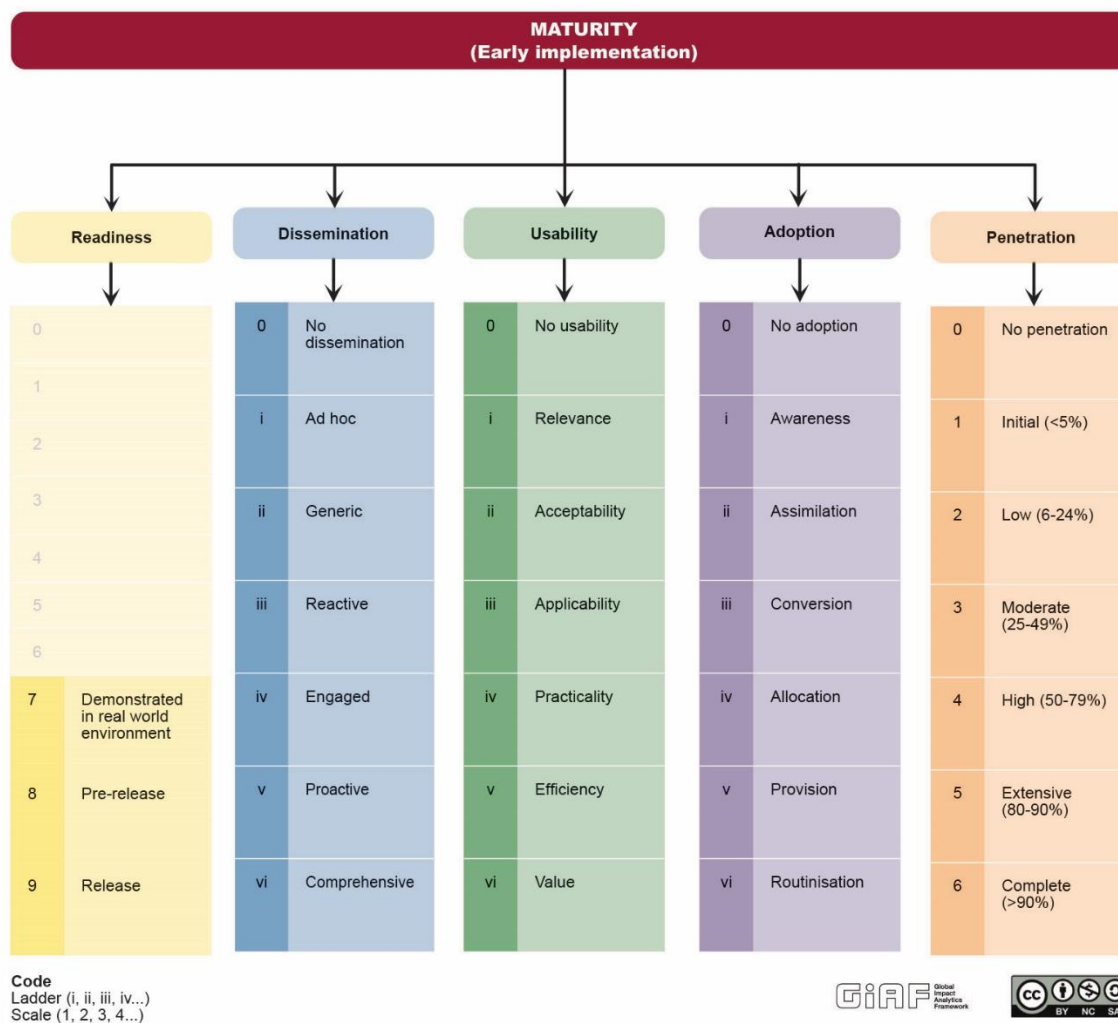 MATURITY
(Early implementation)
Readiness
Dissemination
Usability
Adoption
Penetration
0
1
2
3
4
5
6
7 Demonstrated
in real world
environment
8 Pre-release
9 Release
0 No
dissemination
i Ad hoc
ii Generic
iii Reactive
iv Engaged
v Proactive
vi Comprehensive
0 No usability
i Relevance
ii Acceptability
iii Applicability
iv Practicality
v Efficiency
vi Value
0 No adoption
i Awareness
ii Assimilation
iii Conversion
iv Allocation
v Provision
vi Routinisation
0 No penetration
1 Initial (<5%)
2 Low (6-24%)
3 Moderate
(25-49%)
4 High (50-79%)
5 Extensive
(80-90%)
6 Complete
(>90%)
Code
Ladder (i, ii, iii, iv...)
Scale (1, 2, 3, 4...)
GIAF
Global
Impact
Analytics
Framework
cc
BY NC